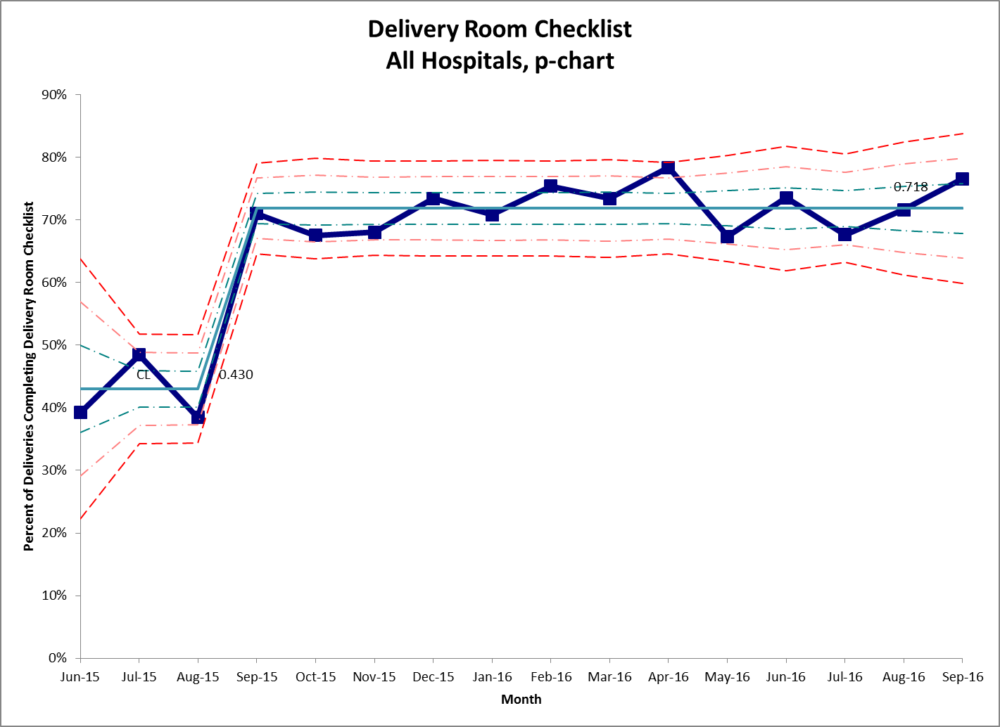 Delivery Room Checklist
All Hospitals, p-chart
Percent of Deliveries Completing Delivery Room Checklist
90%
80%
70%
60%
50%
40%
30%
20%
10%
0%
0.718
CL
0.430
Jun-15 Jul-15 Aug-15 Sep-15 Oct-15 Nov-15 Dec-15 Jan-16 Feb-16 Mar-16 Apr-16 May-16 Jun-16 Jul-16 Aug-16 Sep-16
Month